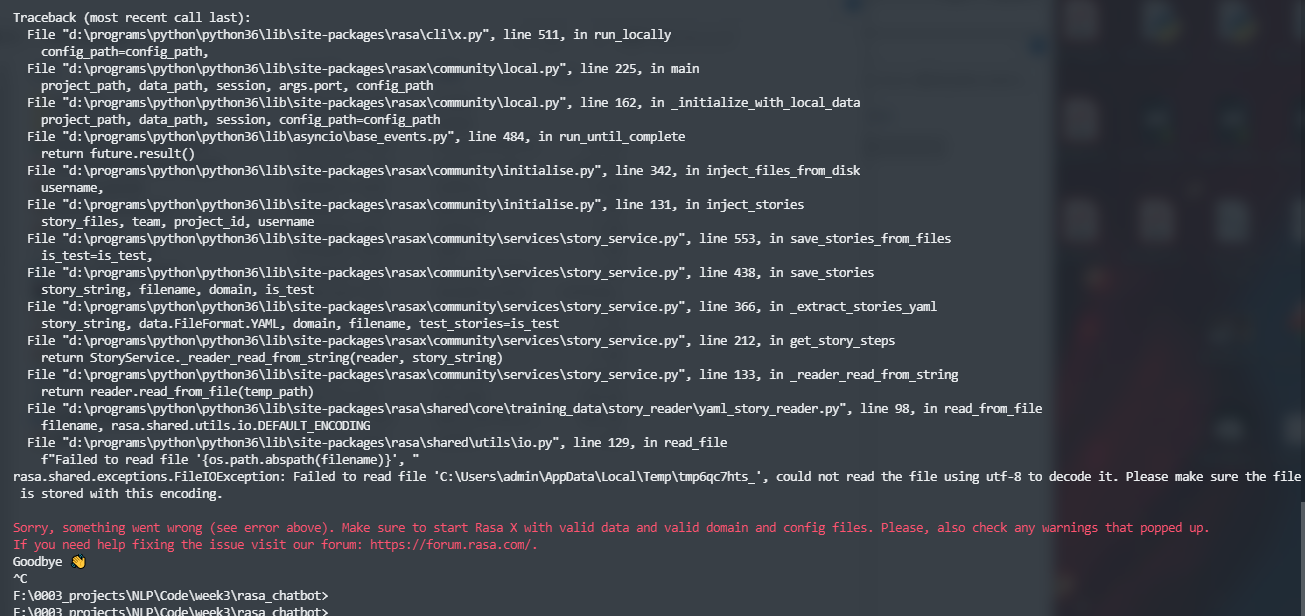 Traceback (most recent call last):
File "d:\programs\python\python36\lib\site-packages\rasa\cli\x.py", line 511, in run_locally
config_path=config_path,
File "d:\programs\python\python36\lib\site-packages\rasax\community\local.py", line 225, in main
project_path, data_path, session, args.port, config_path
File "d:\programs\python\python36\lib\site-packages\rasax\community\local.py", line 162, in _initialize_with_local_data
project_path, data_path, session, config_path=config_path
File "d:\programs\python\python36\lib\asyncio\base_events.py", line 484, in run_until_complete
return future.result()
File "d:\programs\python\python36\lib\site-packages\rasax\community\initialise.py", line 342, in inject_files_from_disk
username,
File "d:\programs\python\python36\lib\site-packages\rasax\community\initialise.py", line 131, in inject_stories
story_files, team, project_id, username
File "d:\programs\python\python36\lib\site-packages\rasax\community\services\story_service.py", line 553, in save_stories_from_files
is_test=is_test,
File "d:\programs\python\python36\lib\site-packages\rasax\community\services\story_service.py", line 438, in save_stories
story_string, filename, domain, is_test
File "d:\programs\python\python36\lib\site-packages\rasax\community\services\story_service.py", line 366, in _extract_stories_yaml
story_string, data.FileFormat.YAML, domain, filename, test_stories=is_test
File "d:\programs\python\python36\lib\site-packages\rasax\community\services\story_service.py", line 212, in get_story_steps
return StoryService._reader_read_from_string(reader, story_string)
File "d:\programs\python\python36\lib\site-packages\rasax\community\services\story_service.py", line 133, in _reader_read_from_string
return reader.read_from_file(temp_path)
File "d:\programs\python\python36\lib\site-packages\rasa\shared\core\training_data\story_reader\yaml_story_reader.py", line 98, in read_from_file
filename, rasa.shared.utils.io.DEFAULT_ENCODING
File "d:\programs\python\python36\lib\site-packages\rasa\shared\utils\io.py", line 129, in read_file
f"Failed to read file '{os.path.abspath(filename)}', "
rasa.shared.exceptions.FileIOException: Failed to read file 'C:\Users\admin\AppData\Local\Temp\tmp6qc7hts_', could not read the file using utf-8 to decode it. Please make sure the file
is stored with this encoding.
Sorry, something went wrong (see error above). Make sure to start Rasa X with valid data and valid domain and config files. Please, also check any warnings that popped up.
If you need help fixing the issue visit our forum: https://forum.rasa.com/.
Goodbye 👋
^C
F:\0003_projects\NLP\Code\week3\rasa_chatbot>
F:\0003_projects\NLP\Code\week3\rasa_chatbot>